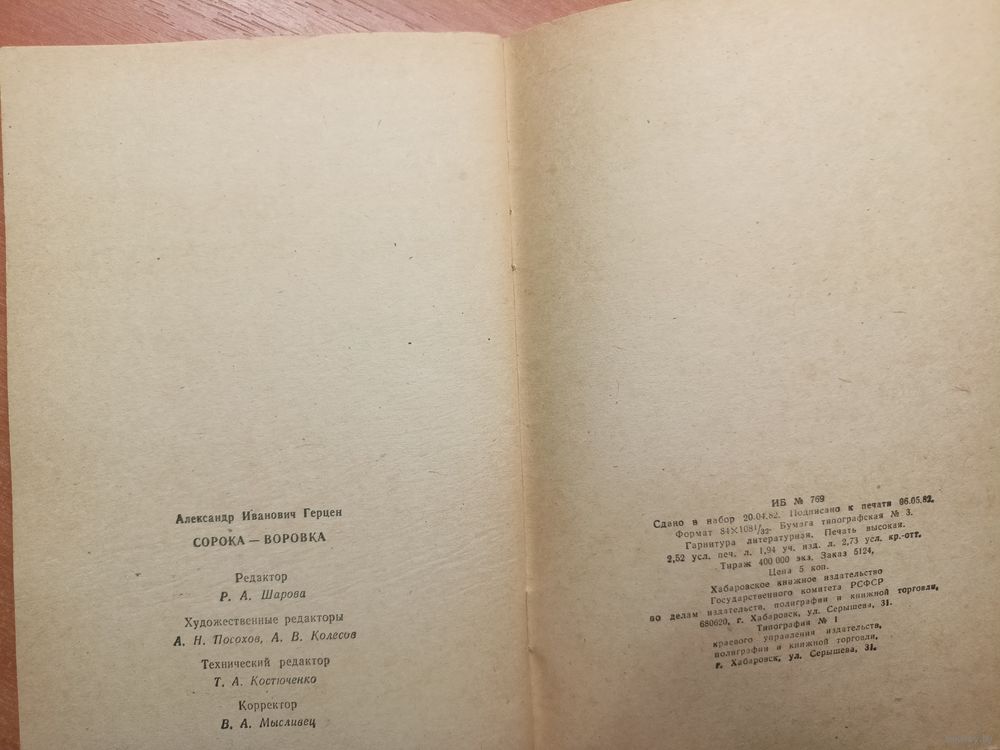 Александр Иванович Герцен
СОРОКА — ВОРОВКА
Редактор
Р. А. Шарова
Художественные редакторы
А. Н. Посохов, А. В. Колесов
Технический редактор
Т. А. Костюченко
Корректор
В. А. Мысливец
ИБ № 769
Сдано в набор 20.04.82. Подписано к печати 06.05.82.
Формат 84×108¹/₃₂. Бумага типографская № 3.
Гарнитура литературная. Печать высокая.
2,52 усл. печ. л. 1,94 уч. изд. л. 2,73 усл. кр.-отт.
Тираж 400 000 экз. Заказ 5124,
Цена 5 коп.
Хабаровское книжное издательство
Государственного комитета РСФСР
по делам издательств, полиграфии и книжной торговли,
680620, г. Хабаровск, ул. Серышева, 31.
Типография № 1
краевого управления издательств,
полиграфии и книжной торговли,
г. Хабаровск, ул. Серышева, 31.